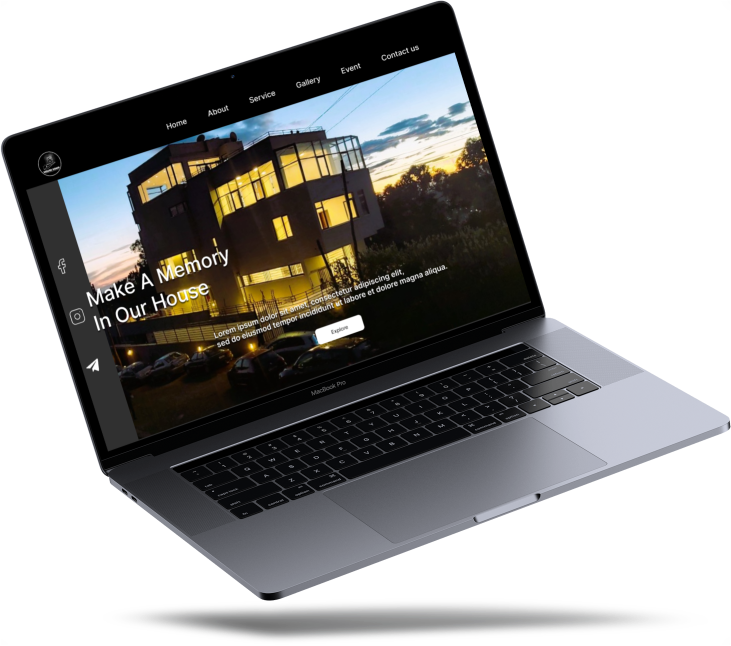 Home About Service Gallery Event Contact us
Make A Memory
In Our House
Lorem ipsum dolor sit amet, consectetur adipiscing elit,
sed do eiusmod tempor incididunt ut labore et dolore magna aliqua.
Explore
MacBook Pro